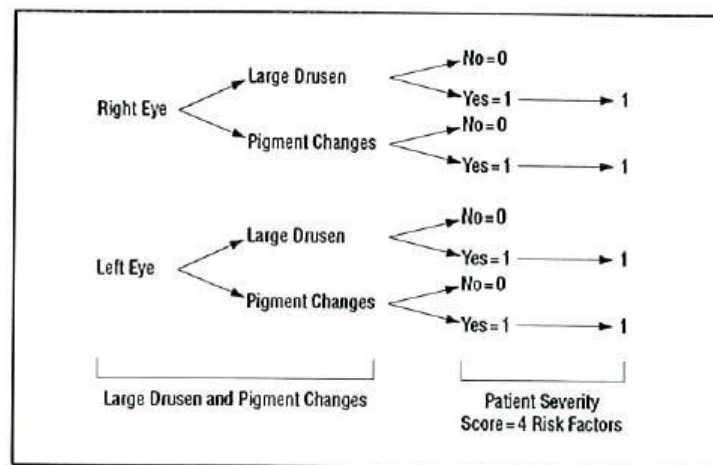 No=0
Large Drusen
Yes=1 1
Right Eye
No=0
Pigment Changes
Yes=1 1
No=0
Large Drusen
Yes=1 1
Left Eye
No=0
Pigment Changes
Yes=1 1
Large Drusen and Pigment Changes
Patient Severity
Score=4 Risk Factors